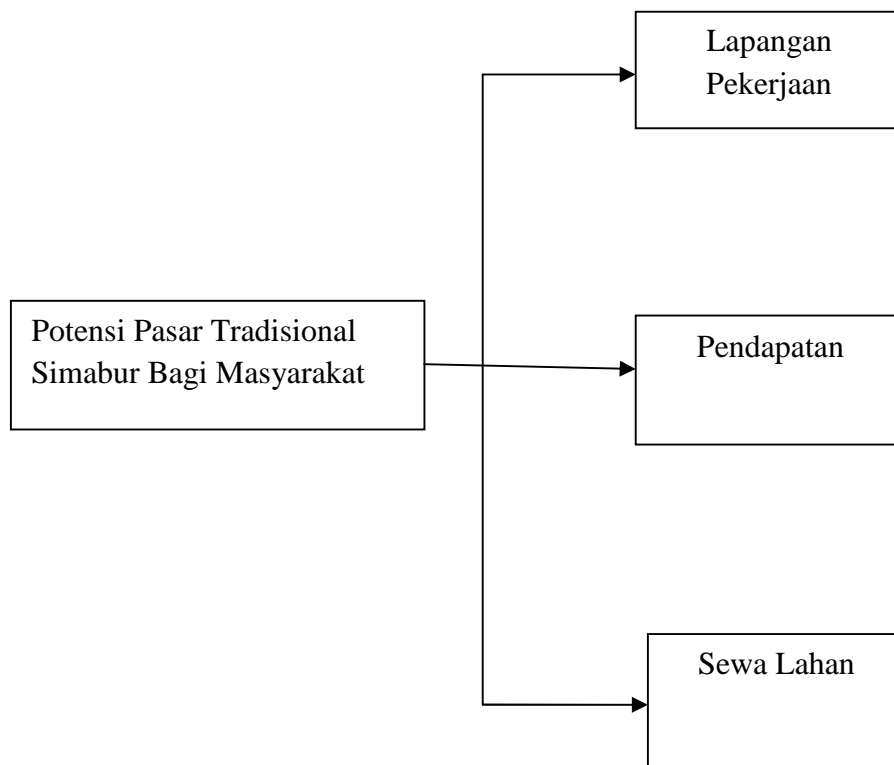 Lapangan
Pekerjaan
Potensi Pasar Tradisional
Simabur Bagi Masyarakat
Pendapatan
Sewa Lahan